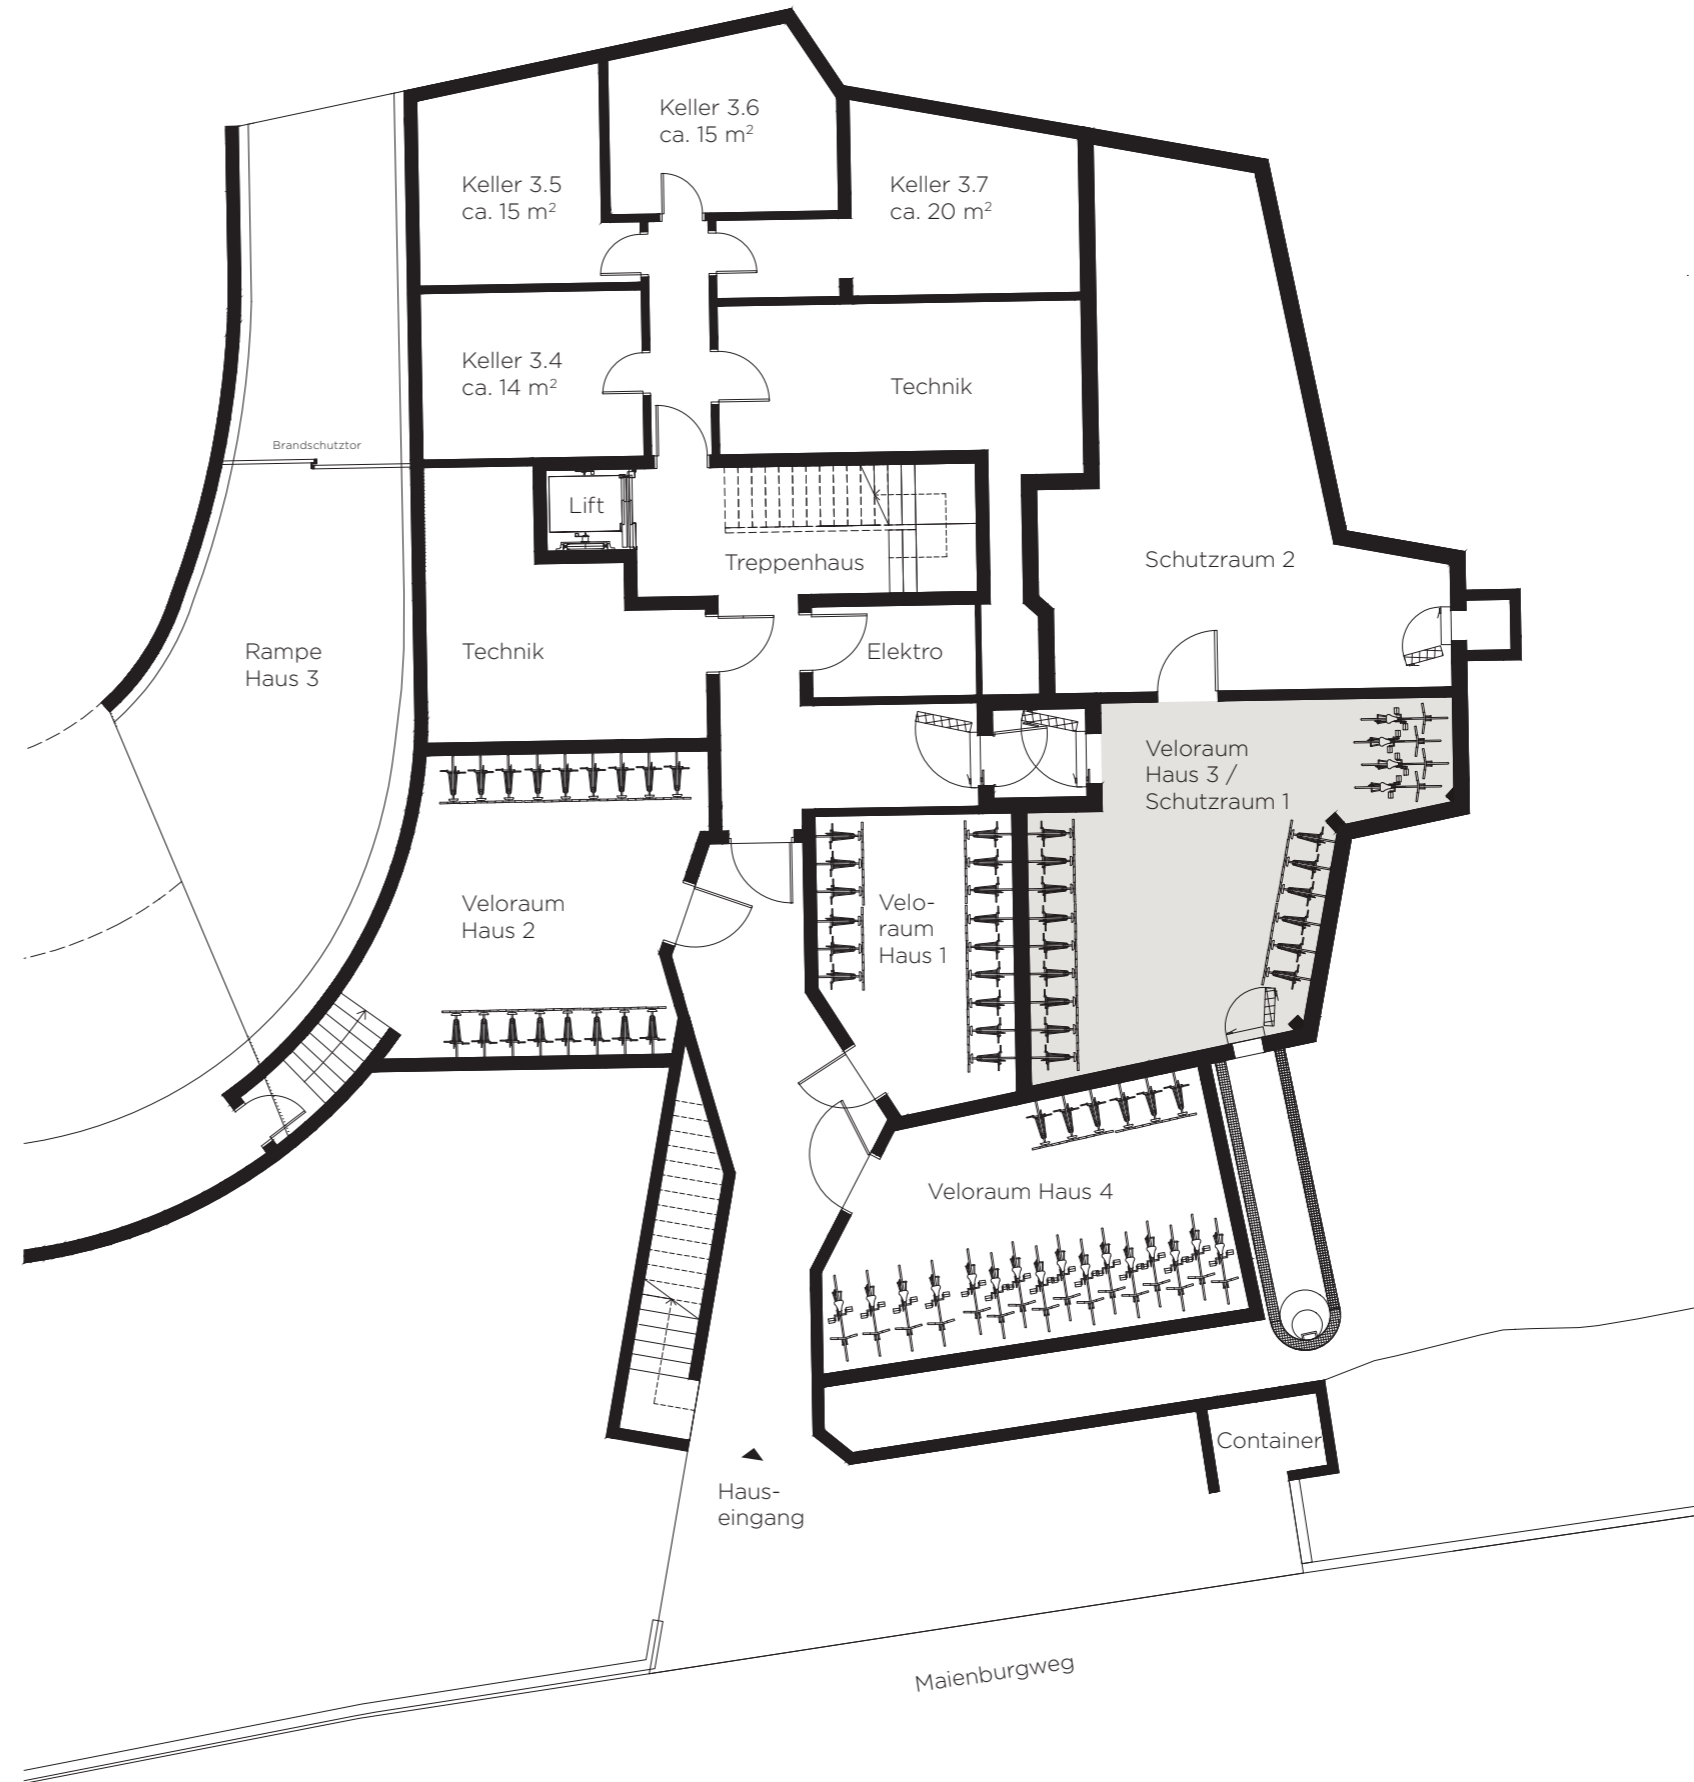 Keller 3.6
ca. 15 m²
Keller 3.5
ca. 15 m²
Keller 3.7
ca. 20 m²
Keller 3.4
ca. 14 m²
Technik
Brandschutztor
Lift
Treppenhaus
Schutzraum 2
Rampe
Haus 3
Technik
Elektro
Veloraum
Haus 3 /
Schutzraum 1
Veloraum
Haus 2
Velo-
raum
Haus 1
Veloraum Haus 4
Container
Haus-
eingang
Maienburgweg